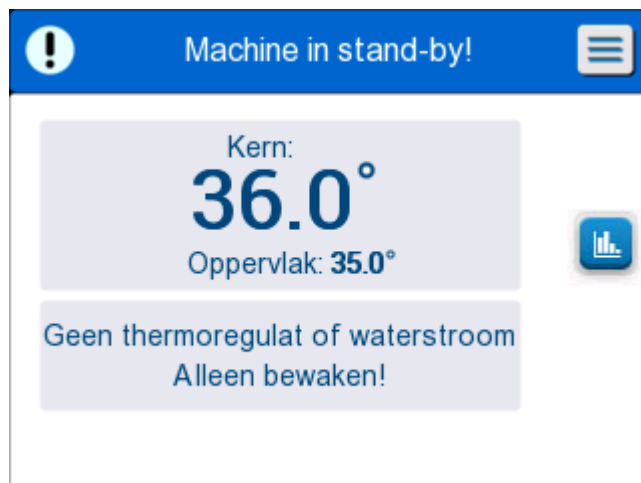 Machine in stand-by!
Kern:
36.0°
Oppervlak: 35.0°
Geen thermoregulat of waterstroom
Alleen bewaken!